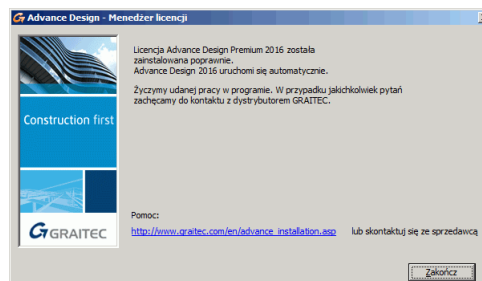 Advance Design - Menedżer licencji
Licencja Advance Design Premium 2016 została
zainstalowana poprawnie.
Advance Design 2016 uruchomi się automatycznie.
Życzymy udanej pracy w programie. W przypadku jakichkolwiek pytań
zachęcamy do kontaktu z dystrybutorem GRAITEC.
Construction first
GRAITEC
Pomoc:
http://www.graitec.com/en/advance_installation.asp lub skontaktuj się ze sprzedawcą
Zakończ